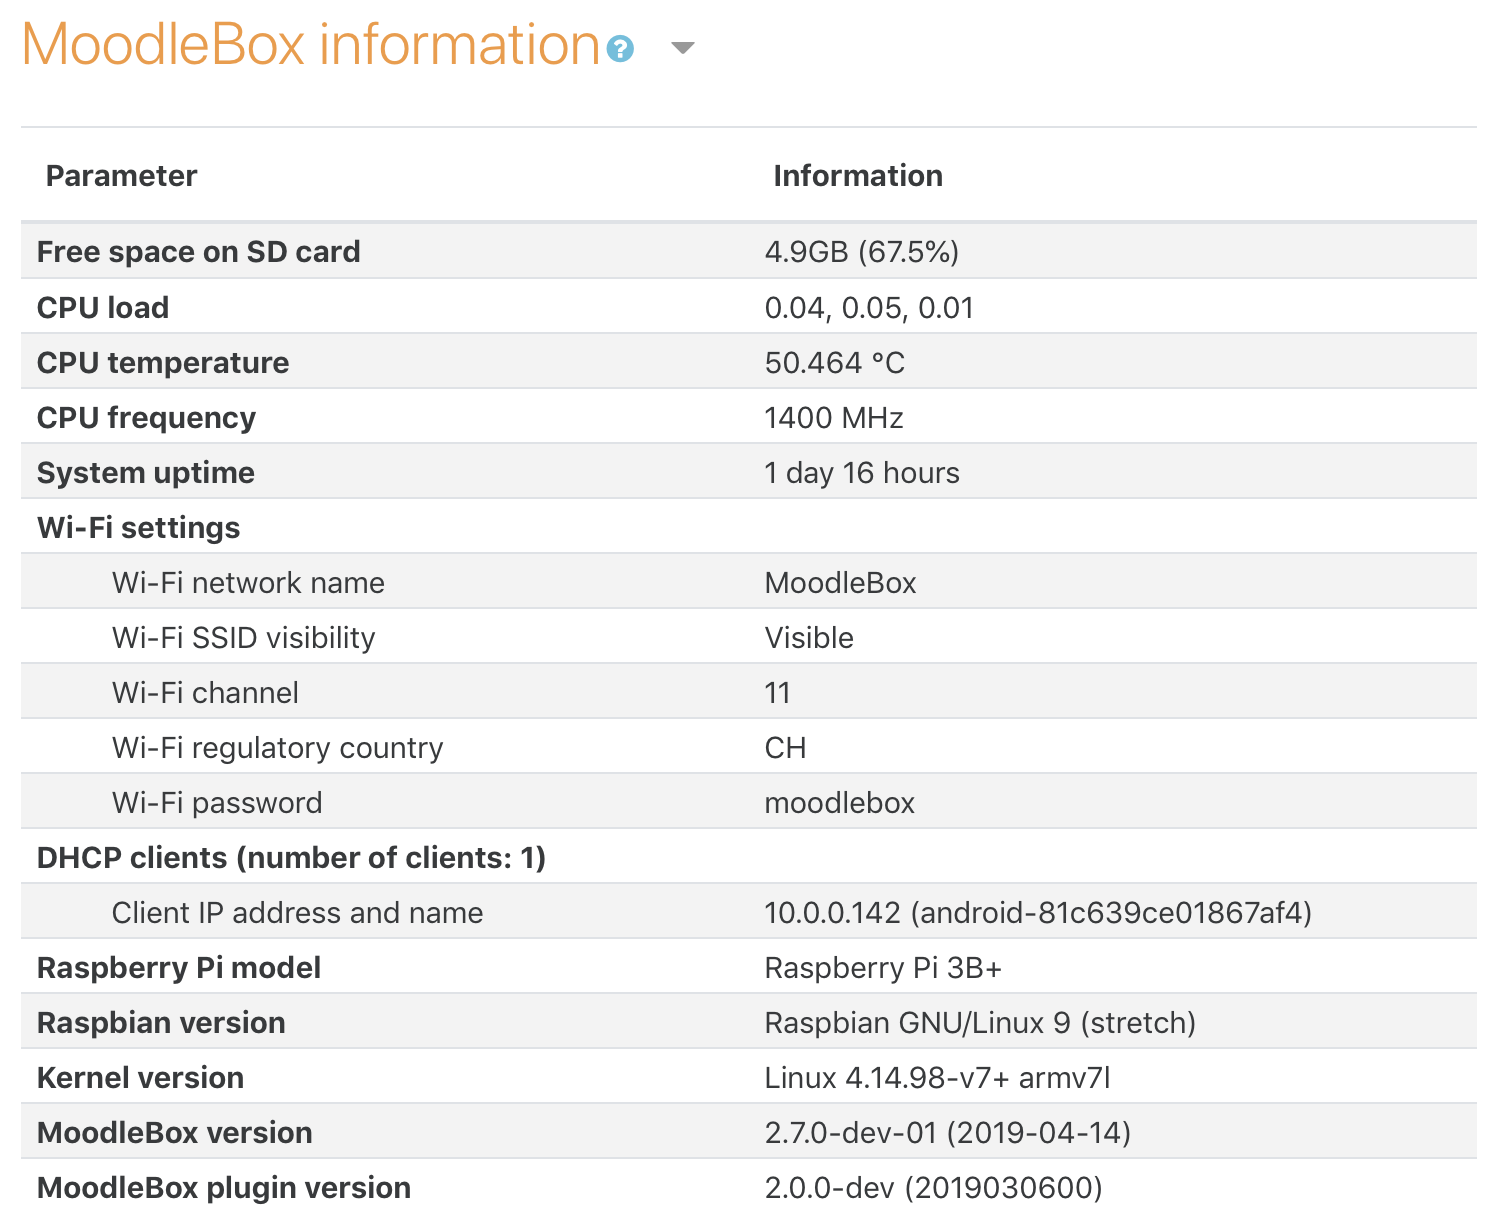 MoodleBox information ?
Parameter Information
Free space on SD card 4.9GB (67.5%)
CPU load 0.04, 0.05, 0.01
CPU temperature 50.464 °C
CPU frequency 1400 MHz
System uptime 1 day 16 hours
Wi-Fi settings
Wi-Fi network name MoodleBox
Wi-Fi SSID visibility Visible
Wi-Fi channel 11
Wi-Fi regulatory country CH
Wi-Fi password moodlebox
DHCP clients (number of clients: 1)
Client IP address and name 10.0.0.142 (android-81c639ce01867af4)
Raspberry Pi model Raspberry Pi 3B+
Raspbian version Raspbian GNU/Linux 9 (stretch)
Kernel version Linux 4.14.98-v7+ armv7l
MoodleBox version 2.7.0-dev-01 (2019-04-14)
MoodleBox plugin version 2.0.0-dev (2019030600)